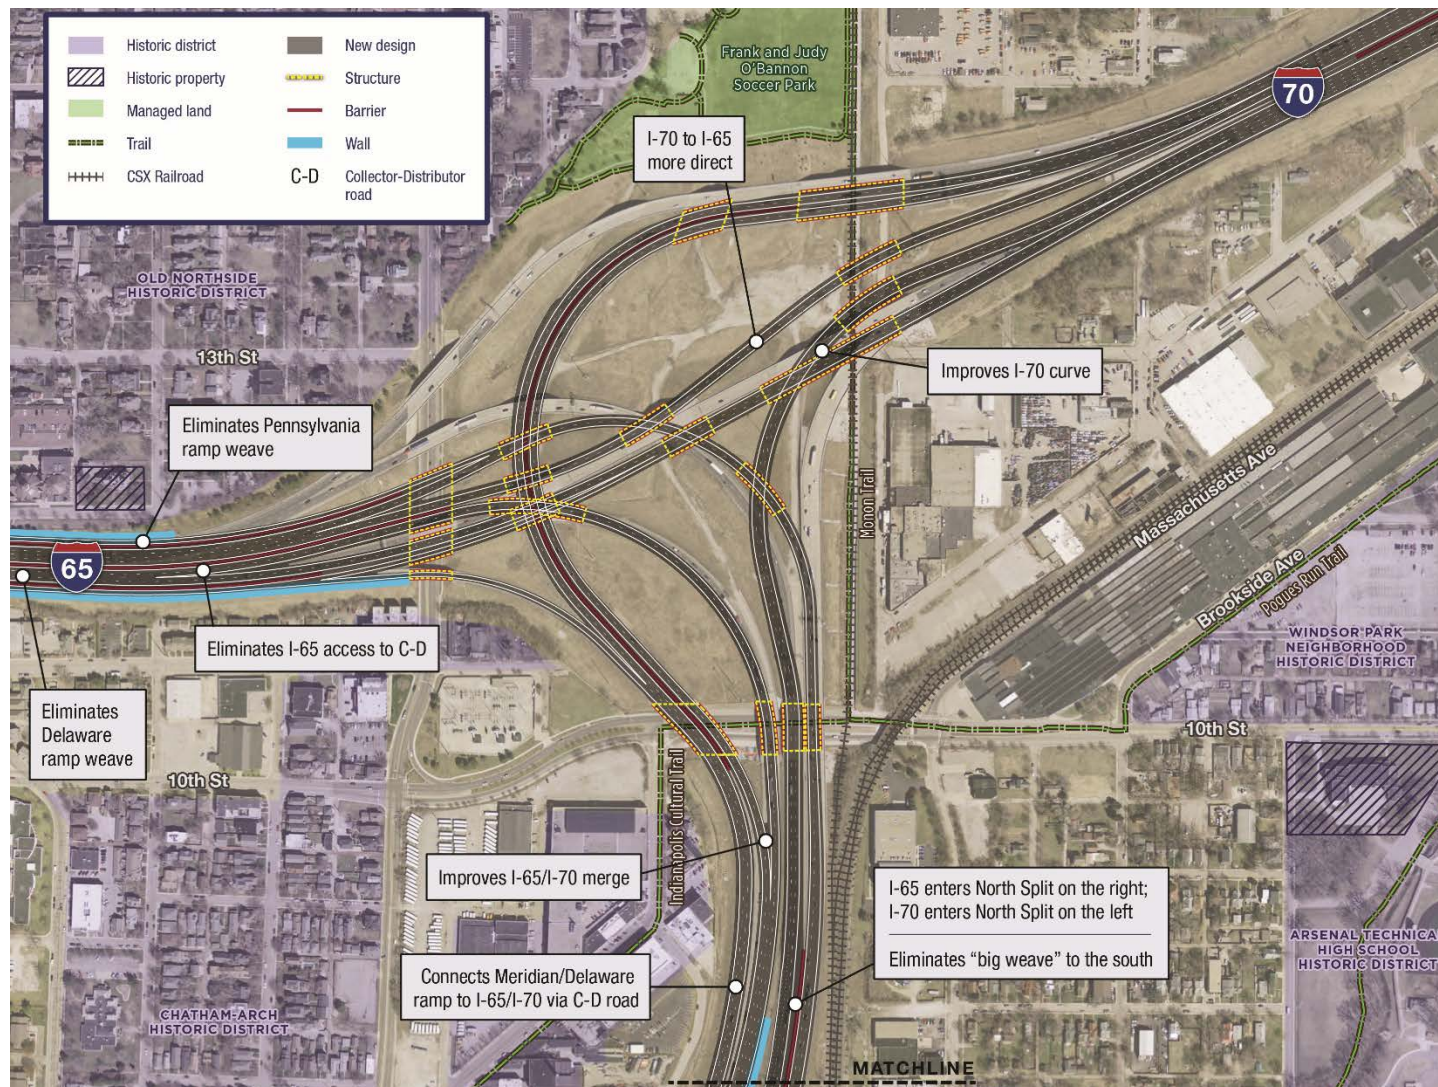 Historic district
Historic property
Managed land
Trail
CSX Railroad
New design
Structure
Barrier
Wall
C-D
Collector-Distributor
road
Frank and Judy
O'Bannon
Soccer Park
70
I-70 to I-65
more direct
OLD NORTHSIDE
HISTORIC DISTRICT
13th St
Improves I-70 curve
Eliminates Pennsylvania
ramp weave
Monon Trail
Massachusetts Ave
Brookside Ave
Pogues Run Trail
65
Eliminates I-65 access to C-D
WINDSOR PARK
NEIGHBORHOOD
HISTORIC DISTRICT
Eliminates
Delaware
ramp weave
10th St
10th St
Indianapolis Cultural Trail
Improves I-65/I-70 merge
I-65 enters North Split on the right;
I-70 enters North Split on the left
Eliminates “big weave” to the south
ARSENAL TECHNICA
HIGH SCHOOL
HISTORIC DISTRICT
Connects Meridian/Delaware
ramp to I-65/I-70 via C-D road
CHATHAM-ARCH
HISTORIC DISTRICT
MATCHLINE